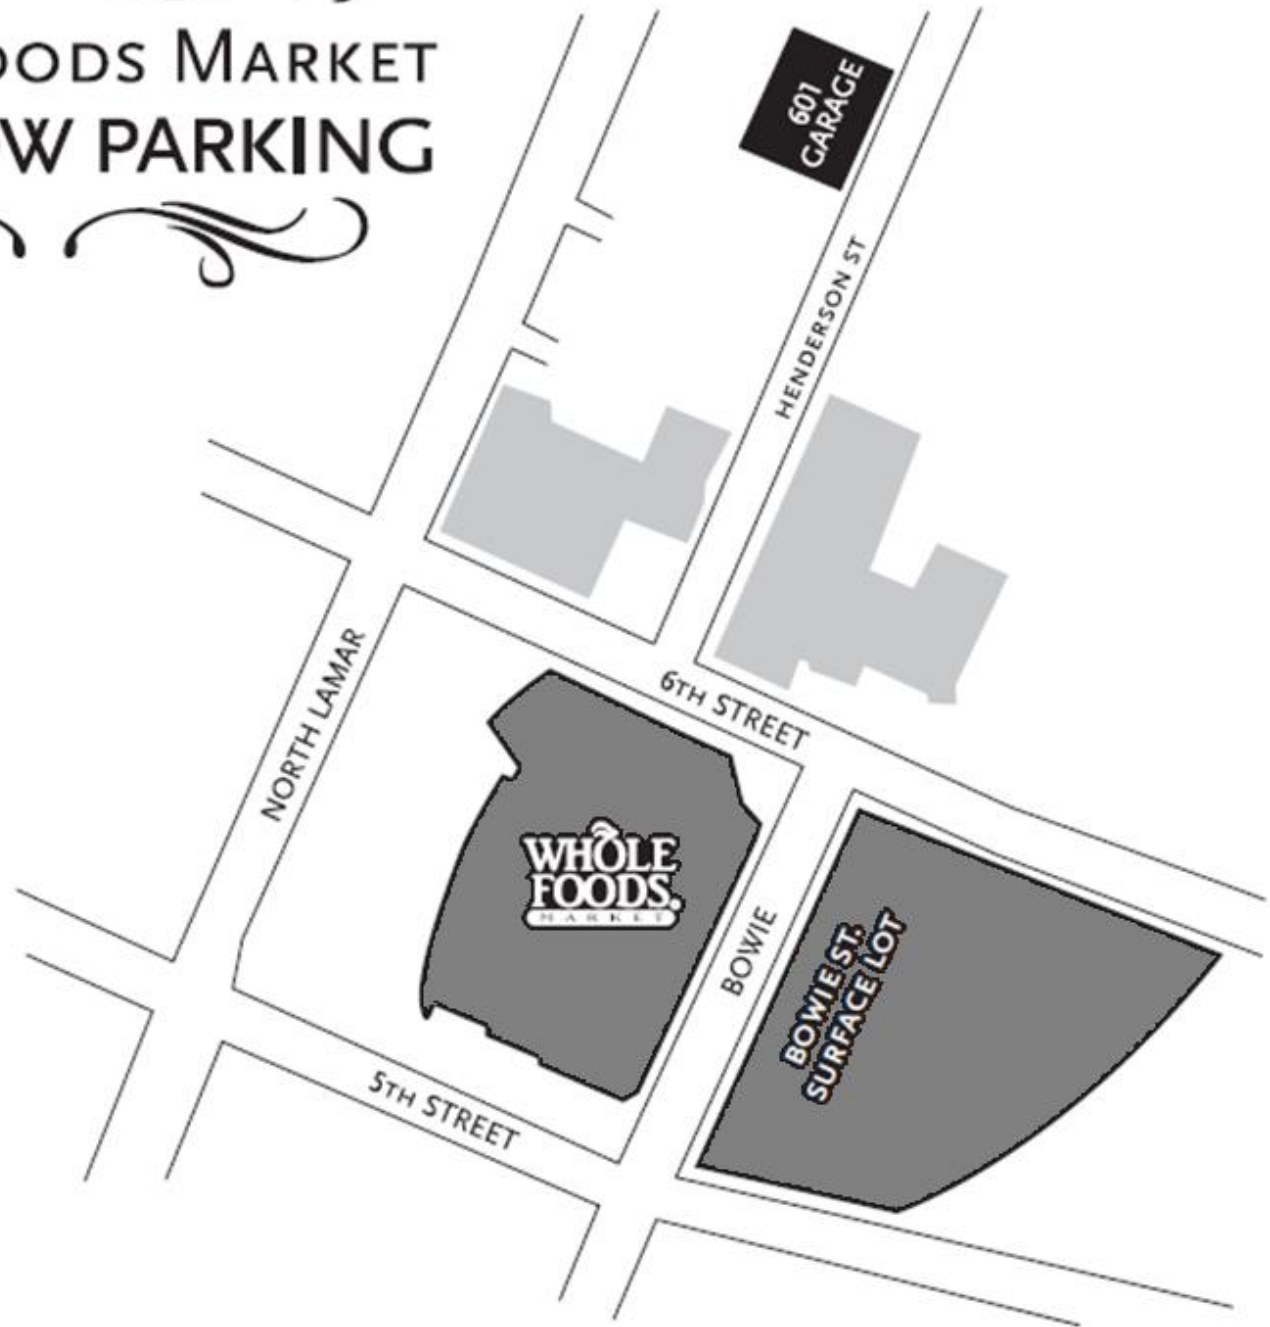 OODS MARKET
W PARKING
601
GARAGE
HENDERSON ST
6TH STREET
NORTH LAMAR
WHOLE
FOODS.
MARKET
BOWIE
BOWIE ST.
SURFACE LOT
5TH STREET